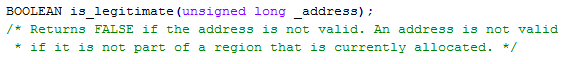 BOOLEAN is_legitimate(unsigned long _address);
/* Returns FALSE if the address is not valid. An address is not valid
 * if it is not part of a region that is currently allocated. */